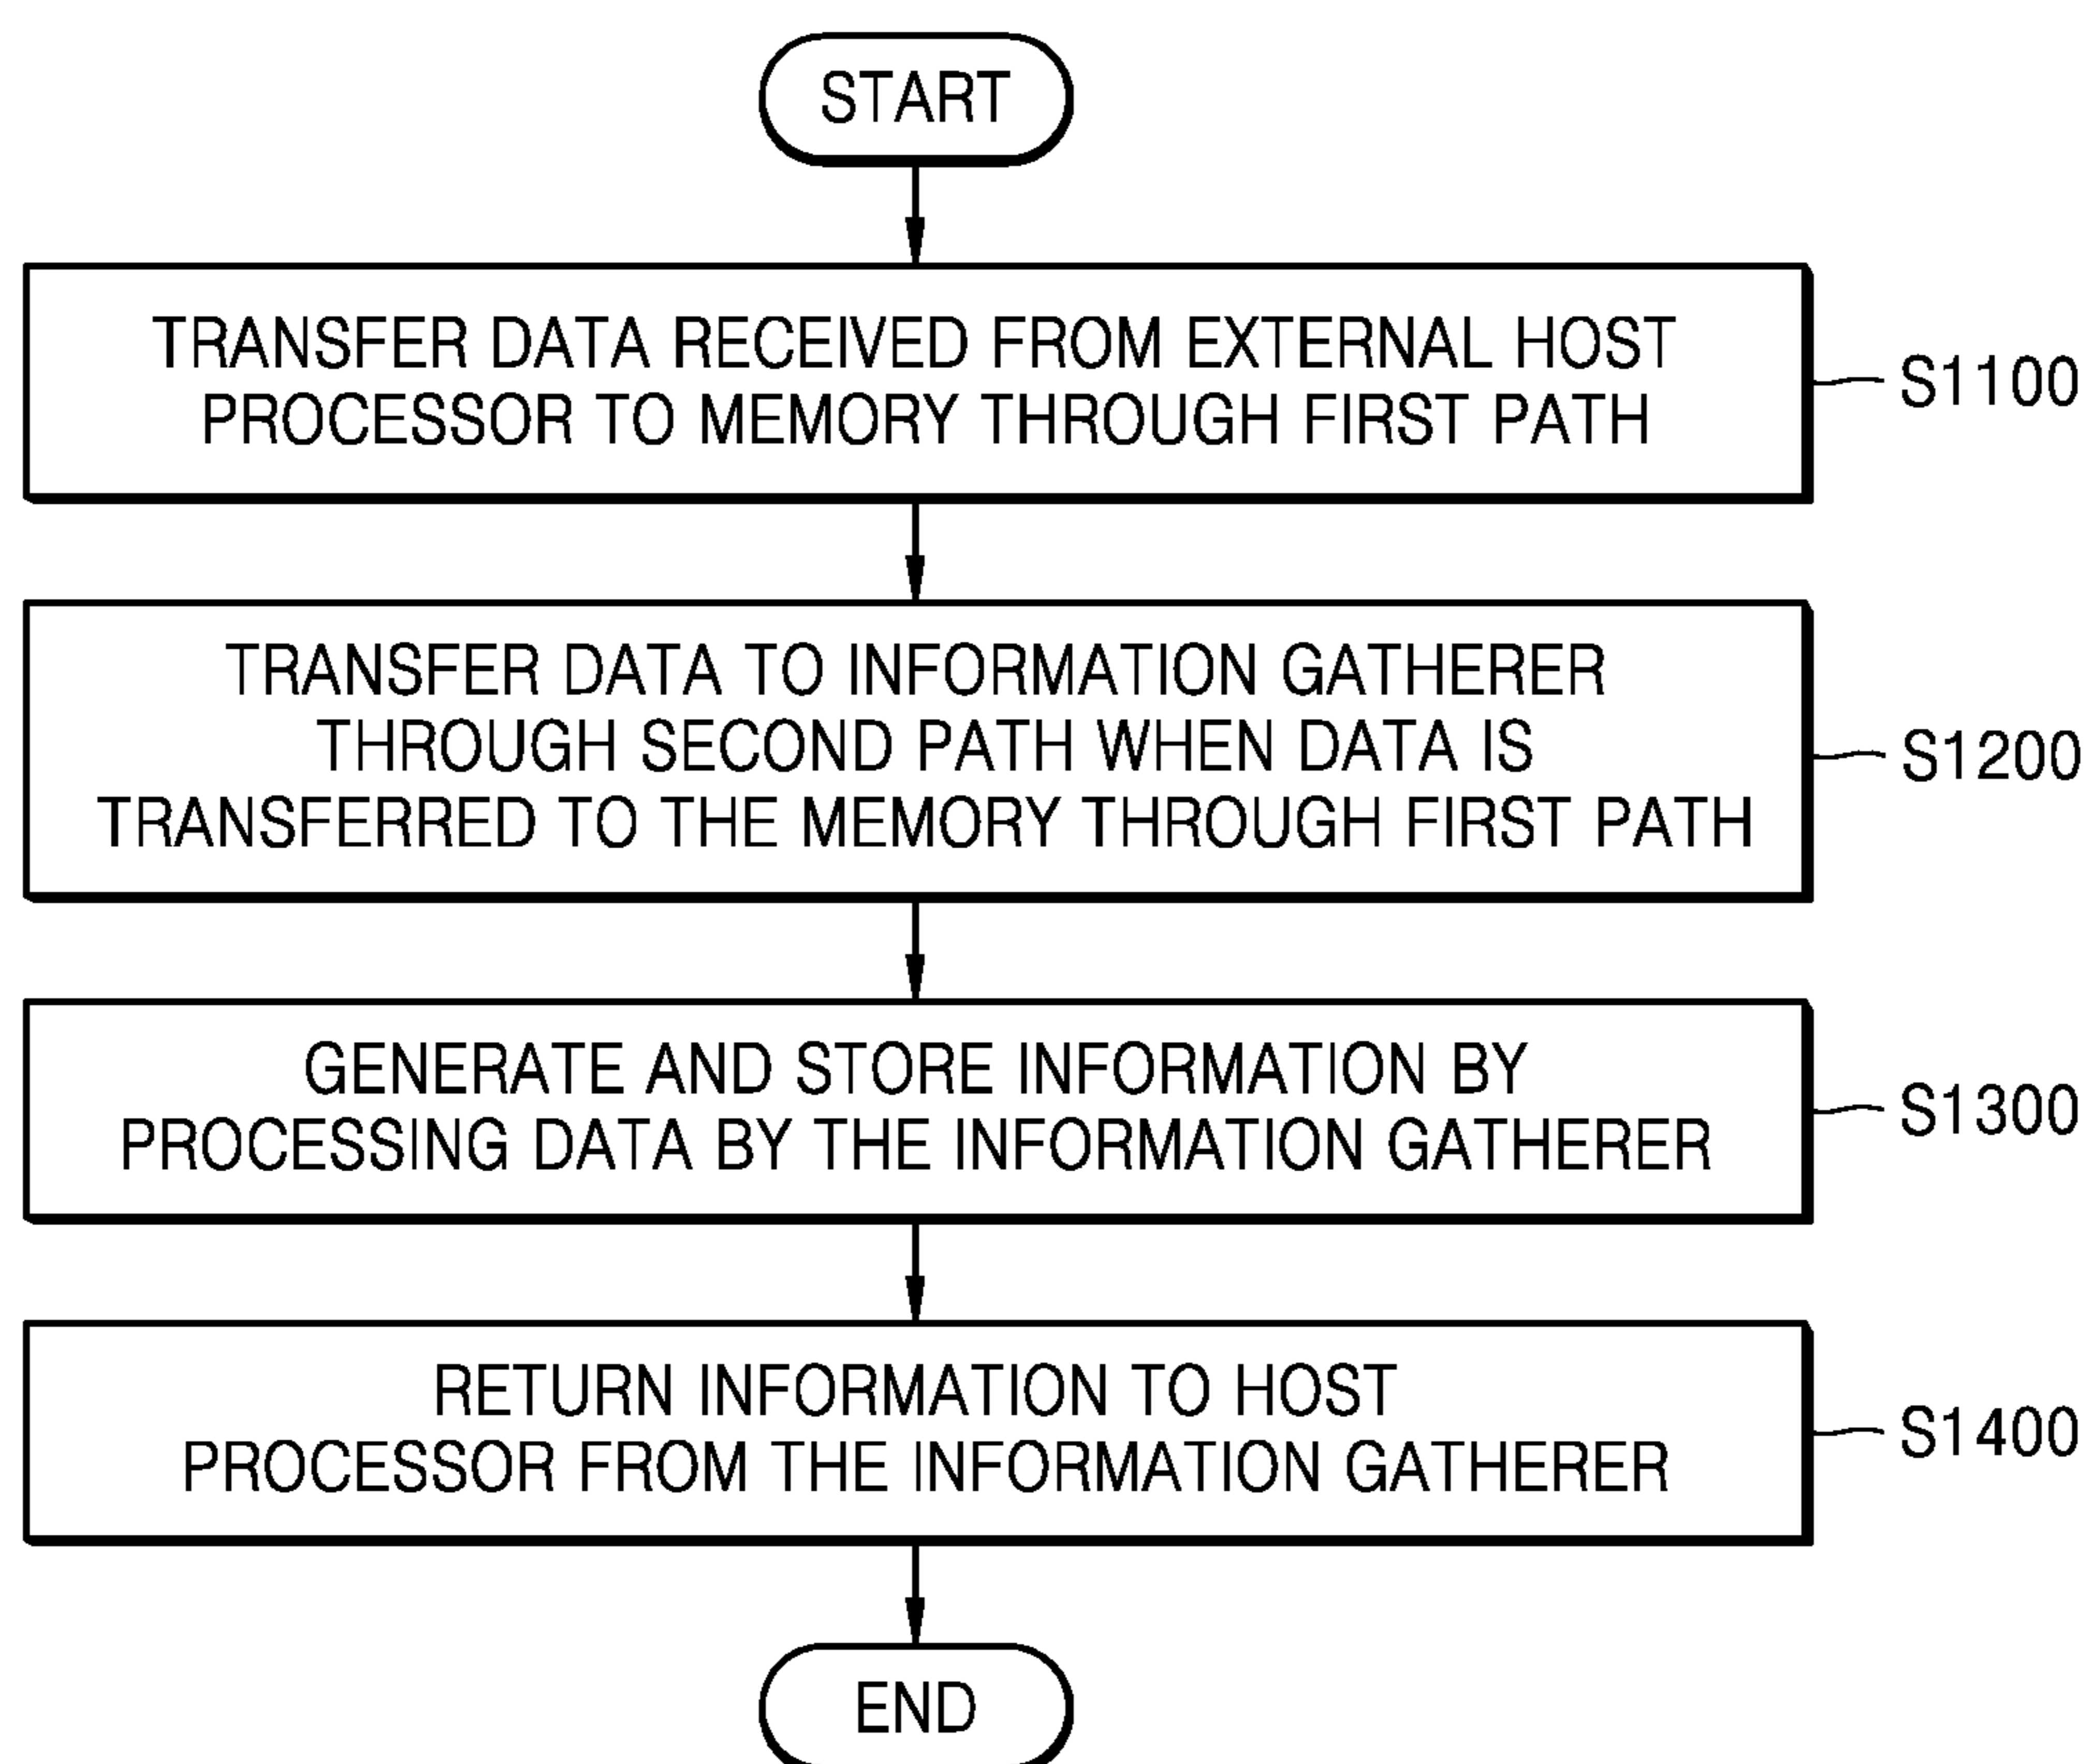 START
TRANSFER DATA RECEIVED FROM EXTERNAL HOST
PROCESSOR TO MEMORY THROUGH FIRST PATH
S1100
TRANSFER DATA TO INFORMATION GATHERER
THROUGH SECOND PATH WHEN DATA IS
TRANSFERRED TO THE MEMORY THROUGH FIRST PATH
S1200
GENERATE AND STORE INFORMATION BY
PROCESSING DATA BY THE INFORMATION GATHERER
S1300
RETURN INFORMATION TO HOST
PROCESSOR FROM THE INFORMATION GATHERER
S1400
END